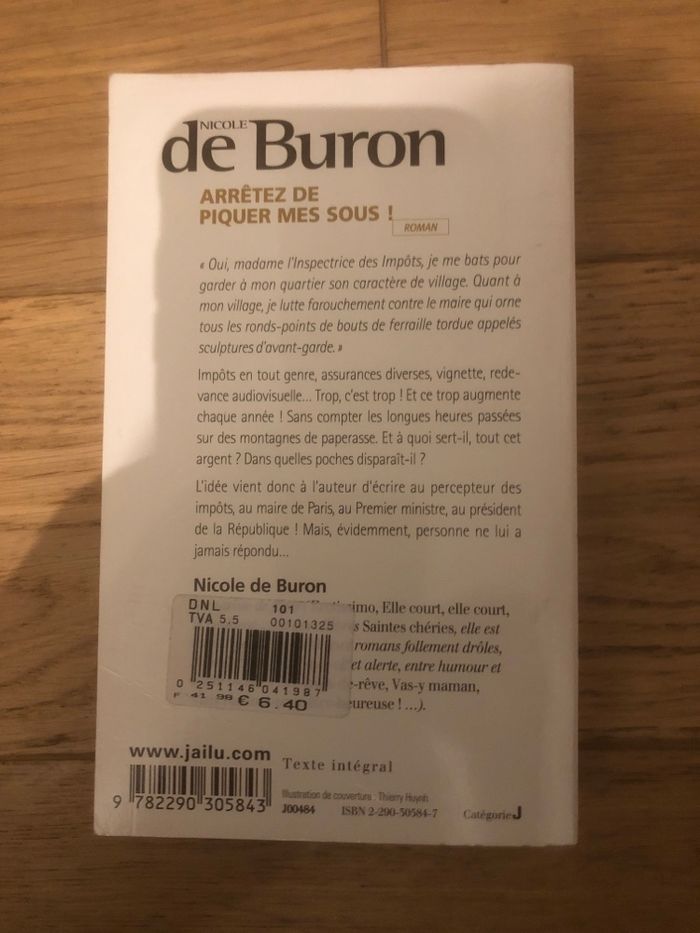 NICOLE
de Buron
ARRÊTEZ DE
PIQUER MES SOUS !
ROMAN
« Oui, madame l'Inspectrice des Impôts, je me bats pour
garder à mon quartier son caractère de village. Quant à
mon village, je lutte farouchement contre le maire qui orne
tous les ronds-points de bouts de ferraille tordue appelés
sculptures d'avant-garde. »
Impôts en tout genre, assurances diverses, vignette, rede-
vance audiovisuelle... Trop, c'est trop ! Et ce trop augmente
chaque année ! Sans compter les longues heures passées
sur des montagnes de paperasse. Et à quoi sert-il, tout cet
argent ? Dans quelles poches disparaît-il ?
L'idée vient donc à l'auteur d'écrire au percepteur des
impôts, au maire de Paris, au Premier ministre, au président
de la République ! Mais, évidemment, personne ne lui a
jamais répondu...
Nicole de Buron
Elle court, elle court,
Saintes chéries, elle est
romans follement drôles,
et alerte, entre humour et
-rêve, Vas-y maman,
-heureuse ! ...).
DNL 101
TVA 5.5 00101325
0 251146 041987
F 41 98 € 6.40
www.jailu.com
Texte intégral
9 782290 305843
Illustration de couverture : Thierry Huynh
J00484 ISBN 2-290-30584-7 Catégorie J